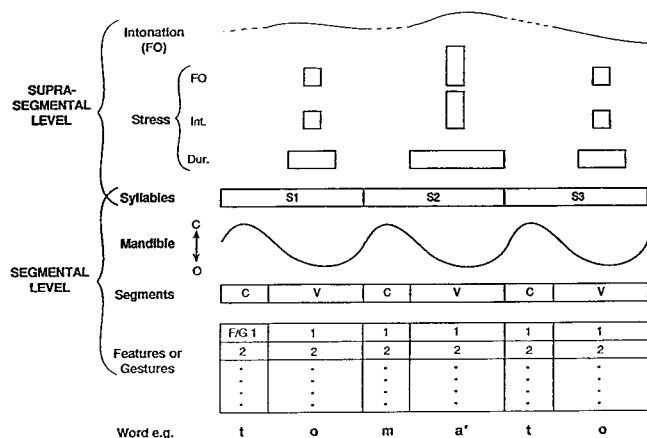 Intonation
(FO)
FO
SUPRA-
SEGMENTAL
LEVEL
Stress
Int.
Dur.
Syllables S1 S2 S3
C
Mandible
O
SEGMENTAL
LEVEL
Segments C V C V C V
F/G 1 1 1 1 1 1
Features or
Gestures
2 2 2 2 2 2
Word e.g. t o m a' t o